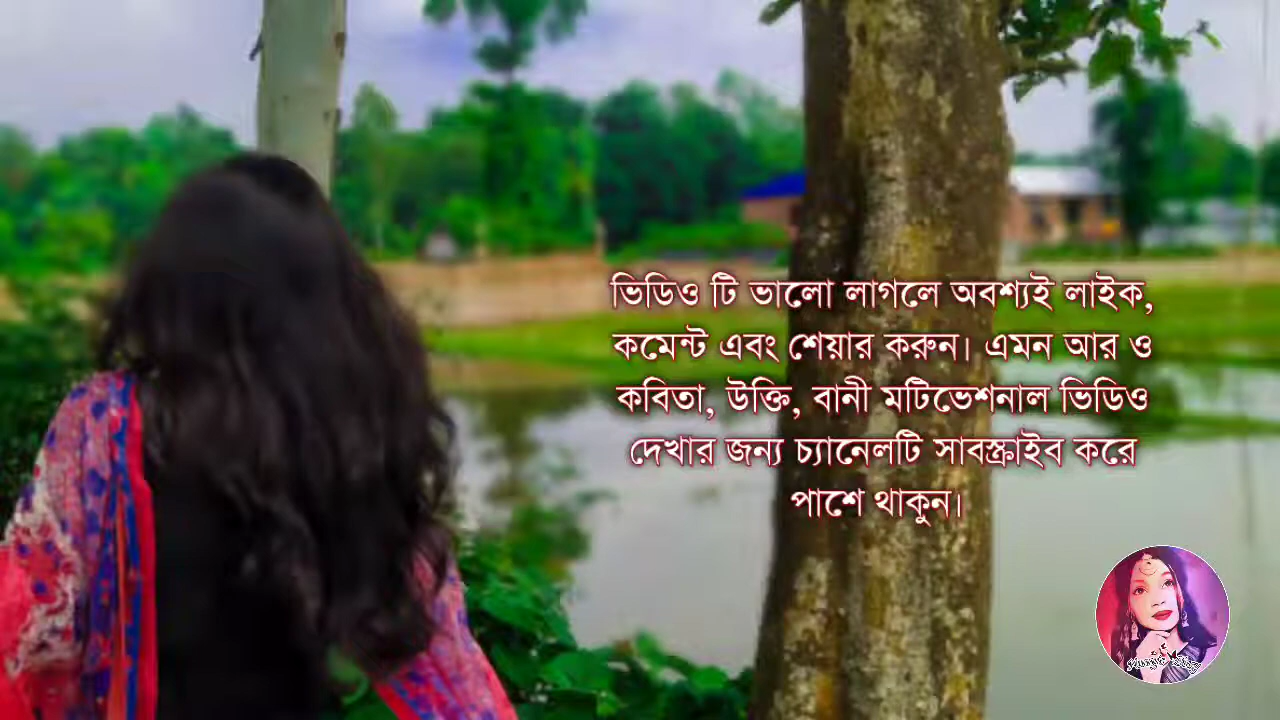 ভিডিও টি ভালো লাগলে অবশ্যই লাইক,
কমেন্ট এবং শেয়ার করুন। এমন আর ও
কবিতা, উক্তি, বানী মটিভেশনাল ভিডিও
দেখার জন্য চ্যানেলটি সাবস্ক্রাইব করে
পাশে থাকুন।